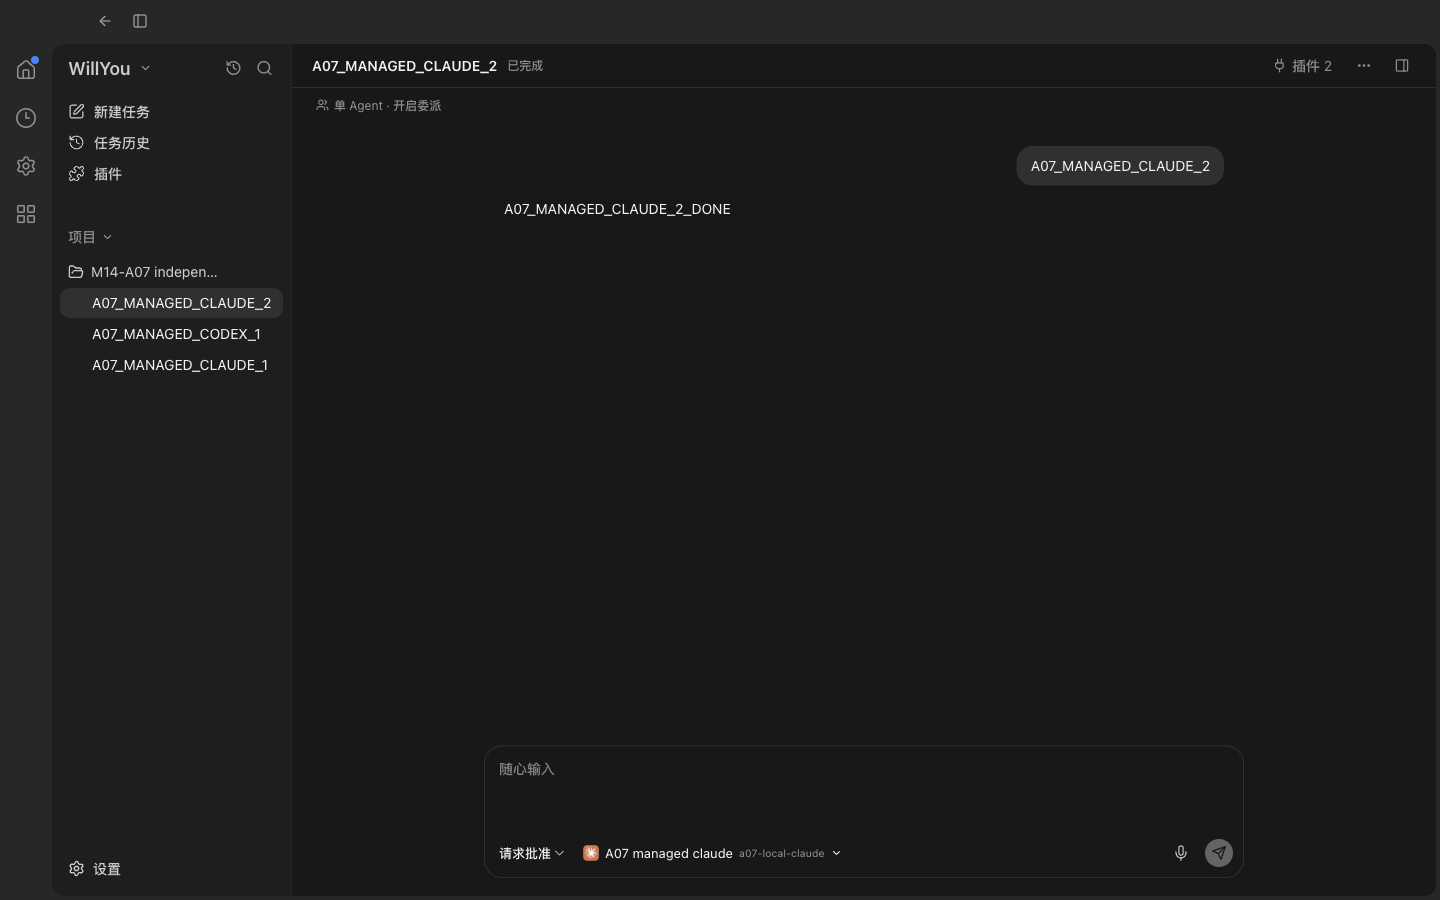 WillYou
新建任务
任务历史
插件
项目
M14-A07 indepen...
A07_MANAGED_CLAUDE_2
A07_MANAGED_CODEX_1
A07_MANAGED_CLAUDE_1
设置
A07_MANAGED_CLAUDE_2 已完成
插件 2
单 Agent · 开启委派
A07_MANAGED_CLAUDE_2
A07_MANAGED_CLAUDE_2_DONE
随心输入
请求批准 A07 managed claude a07-local-claude